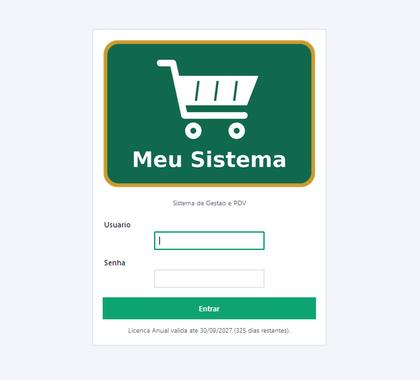 Meu Sistema
Sistema de Gestao e PDV
Usuario
Senha
Entrar
Licenca Anual valida ate 30/09/2027 (325 dias restantes).